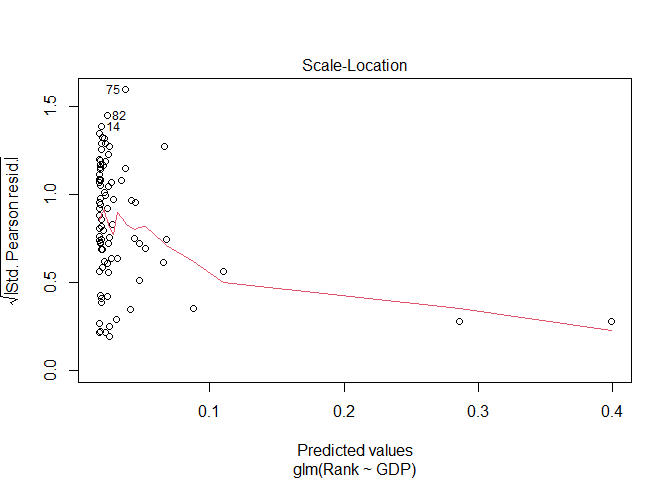 Scale-Location
√|Std. Pearson resid.|
1.5
1.0
0.5
0.0
75
82
14
0.1 0.2 0.3 0.4
Predicted values
glm(Rank ~ GDP)